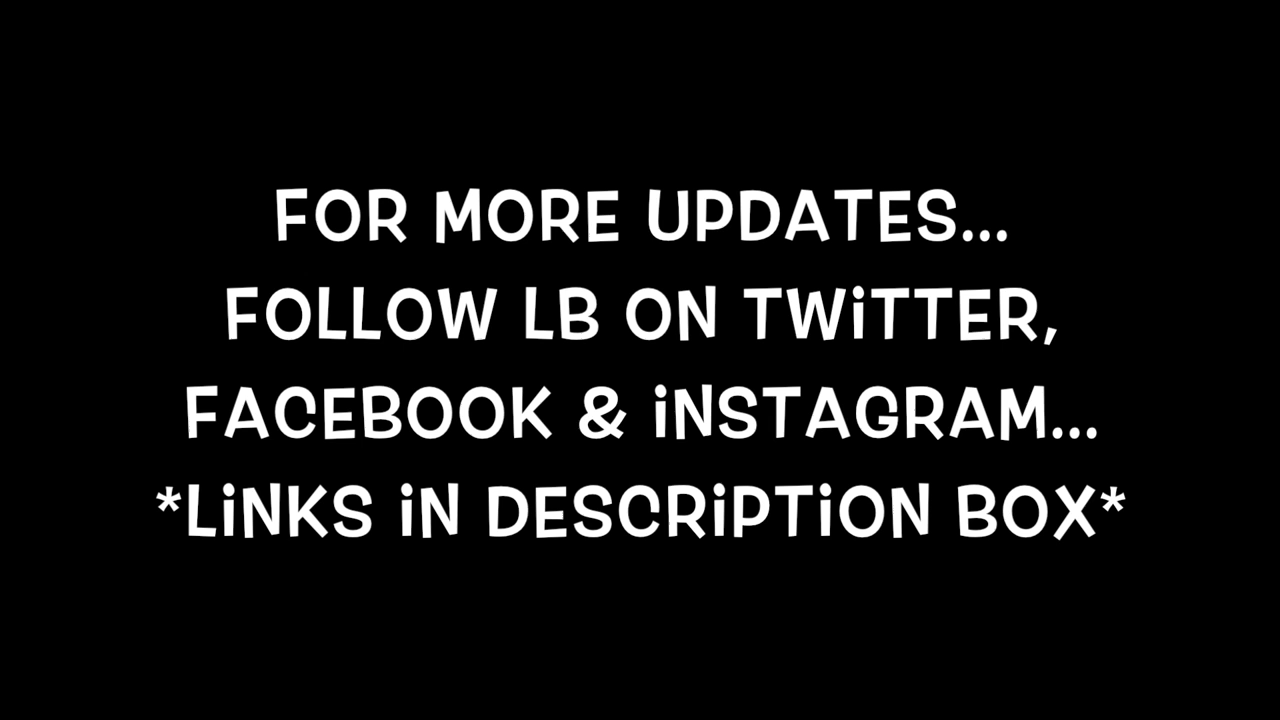 FOR MORE UPDATES...
FOLLOW LB ON TWiTTER,
FACEBOOK & iNSTAGRAM...
*LiNKS iN DESCRiPTiON BOX*